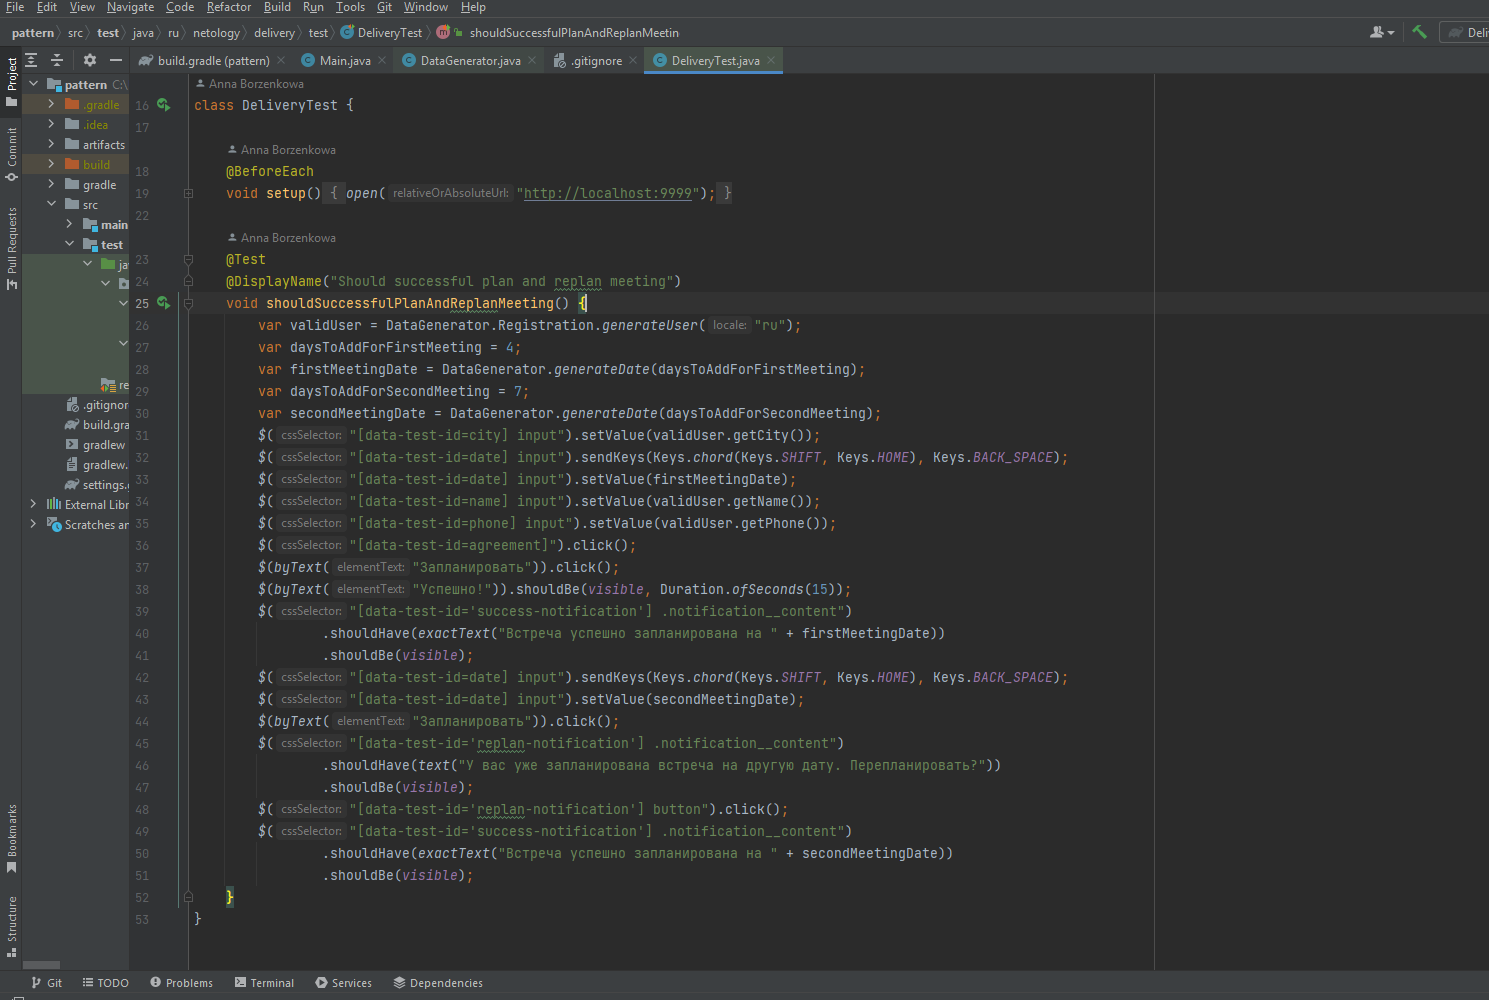 File Edit View Navigate Code Refactor Build Run Tools Git Window Help
pattern src test java ru netology delivery test DeliveryTest shouldSuccessfulPlanAndReplanMeetin
build.gradle (pattern) Main.java DataGenerator.java .gitignore DeliveryTest.java
Project
Commit
Pull Requests
Bookmarks
Structure
pattern C:\
.gradle
.idea
artifacts
build
gradle
src
main
test
ja
re
.gitignor
build.gra
gradlew
gradlew.
settings.g
External Libr
Scratches an
Anna Borzenkowa
16 class DeliveryTest {
17
Anna Borzenkowa
18 @BeforeEach
19 void setup() { open( relativeOrAbsoluteUrl: "http://localhost:9999"); }
22
Anna Borzenkowa
23 @Test
24 @DisplayName("Should successful plan and replan meeting")
25 void shouldSuccessfulPlanAndReplanMeeting() {
26 var validUser = DataGenerator.Registration.generateUser( locale: "ru");
27 var daysToAddForFirstMeeting = 4;
28 var firstMeetingDate = DataGenerator.generateDate(daysToAddForFirstMeeting);
29 var daysToAddForSecondMeeting = 7;
30 var secondMeetingDate = DataGenerator.generateDate(daysToAddForSecondMeeting);
31 $( cssSelector: "[data-test-id=city] input").setValue(validUser.getCity());
32 $( cssSelector: "[data-test-id=date] input").sendKeys(Keys.chord(Keys.SHIFT, Keys.HOME), Keys.BACK_SPACE);
33 $( cssSelector: "[data-test-id=date] input").setValue(firstMeetingDate);
34 $( cssSelector: "[data-test-id=name] input").setValue(validUser.getName());
35 $( cssSelector: "[data-test-id=phone] input").setValue(validUser.getPhone());
36 $( cssSelector: "[data-test-id=agreement]").click();
37 $(byText( elementText: "Запланировать")).click();
38 $(byText( elementText: "Успешно!")).shouldBe(visible, Duration.ofSeconds(15));
39 $( cssSelector: "[data-test-id='success-notification'] .notification__content")
40 .shouldHave(exactText("Встреча успешно запланирована на " + firstMeetingDate))
41 .shouldBe(visible);
42 $( cssSelector: "[data-test-id=date] input").sendKeys(Keys.chord(Keys.SHIFT, Keys.HOME), Keys.BACK_SPACE);
43 $( cssSelector: "[data-test-id=date] input").setValue(secondMeetingDate);
44 $(byText( elementText: "Запланировать")).click();
45 $( cssSelector: "[data-test-id='replan-notification'] .notification__content")
46 .shouldHave(text("У вас уже запланирована встреча на другую дату. Перепланировать?"))
47 .shouldBe(visible);
48 $( cssSelector: "[data-test-id='replan-notification'] button").click();
49 $( cssSelector: "[data-test-id='success-notification'] .notification__content")
50 .shouldHave(exactText("Встреча успешно запланирована на " + secondMeetingDate))
51 .shouldBe(visible);
52 }
53 }
Git TODO Problems Terminal Services Dependencies